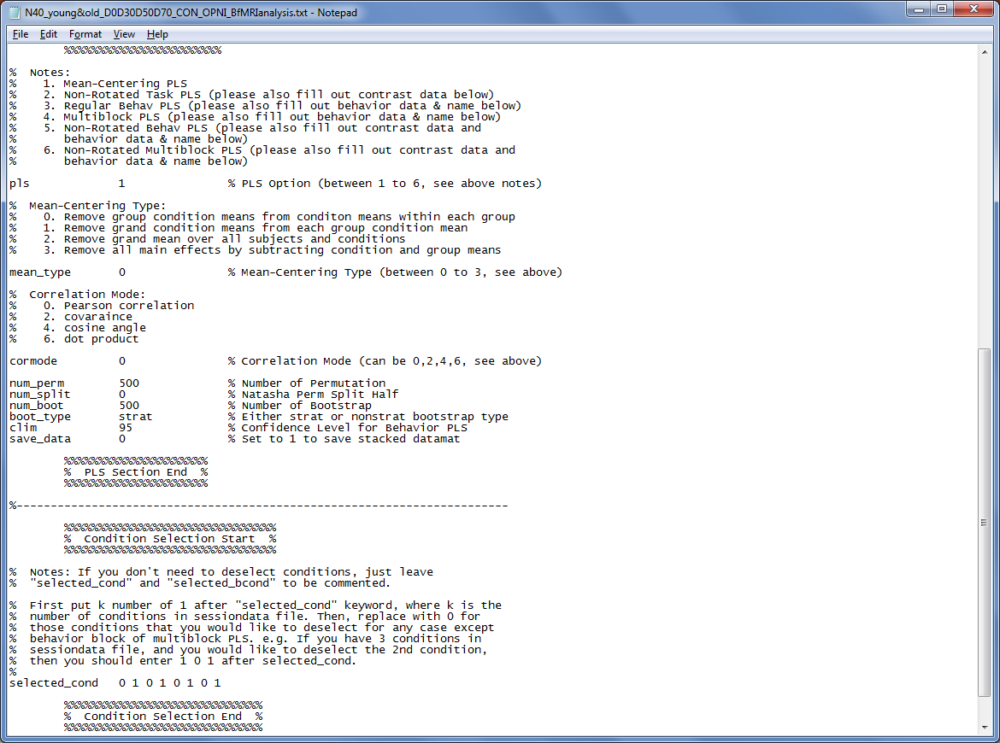 N40_young&old_D0D30D50D70_CON_OPNI_BfMRIanalysis.txt - Notepad
File Edit Format View Help
%%%%%%%%%%%%%%%%%%%%%%%
%  Notes:
%    1. Mean-Centering PLS
%    2. Non-Rotated Task PLS (please also fill out contrast data below)
%    3. Regular Behav PLS (please also fill out behavior data & name below)
%    4. Multiblock PLS (please also fill out behavior data & name below)
%    5. Non-Rotated Behav PLS (please also fill out contrast data and
%       behavior data & name below)
%    6. Non-Rotated Multiblock PLS (please also fill out contrast data and
%       behavior data & name below)
pls             1               % PLS Option (between 1 to 6, see above notes)
%  Mean-Centering Type:
%    0. Remove group condition means from conditon means within each group
%    1. Remove grand condition means from each group condition mean
%    2. Remove grand mean over all subjects and conditions
%    3. Remove all main effects by subtracting condition and group means
mean_type       0               % Mean-Centering Type (between 0 to 3, see above)
%  Correlation Mode:
%    0. Pearson correlation
%    2. covaraince
%    4. cosine angle
%    6. dot product
cormode         0               % Correlation Mode (can be 0,2,4,6, see above)
num_perm        500             % Number of Permutation
num_split       0               % Natasha Perm Split Half
num_boot        500             % Number of Bootstrap
boot_type       strat           % Either strat or nonstrat bootstrap type
clim            95              % Confidence Level for Behavior PLS
save_data       0               % Set to 1 to save stacked datamat
%%%%%%%%%%%%%%%%%%%%%
%  PLS Section End  %
%%%%%%%%%%%%%%%%%%%%%
%------------------------------------------------------------------------
%%%%%%%%%%%%%%%%%%%%%%%%%%%%%%%
%  Condition Selection Start  %
%%%%%%%%%%%%%%%%%%%%%%%%%%%%%%%
%  Notes: If you don't need to deselect conditions, just leave
%  "selected_cond" and "selected_bcond" to be commented.
%  First put k number of 1 after "selected_cond" keyword, where k is the
%  number of conditions in sessiondata file. Then, replace with 0 for
%  those conditions that you would like to deselect for any case except
%  behavior block of multiblock PLS. e.g. If you have 3 conditions in
%  sessiondata file, and you would like to deselect the 2nd condition,
%  then you should enter 1 0 1 after selected_cond.
%
selected_cond   0 1 0 1 0 1 0 1
%%%%%%%%%%%%%%%%%%%%%%%%%%%%%
%  Condition Selection End  %
%%%%%%%%%%%%%%%%%%%%%%%%%%%%%